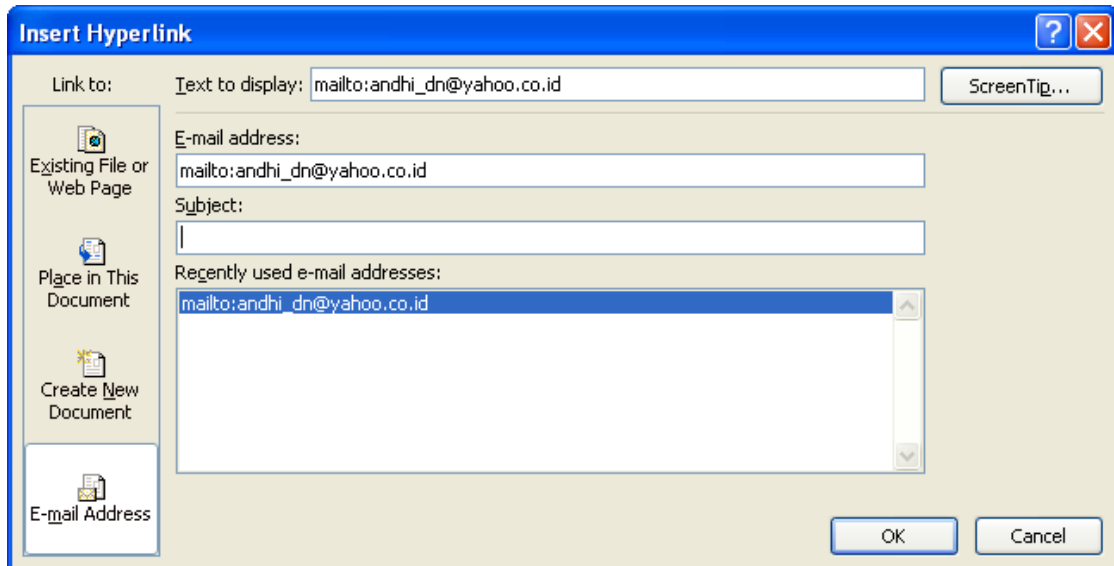 Insert Hyperlink
Link to:
Text to display: mailto:andhi_dn@yahoo.co.id
ScreenTip...
Existing File or
Web Page
Place in This
Document
Create New
Document
E-mail Address
E-mail address:
mailto:andhi_dn@yahoo.co.id
Subject:
Recently used e-mail addresses:
mailto:andhi_dn@yahoo.co.id
OK
Cancel